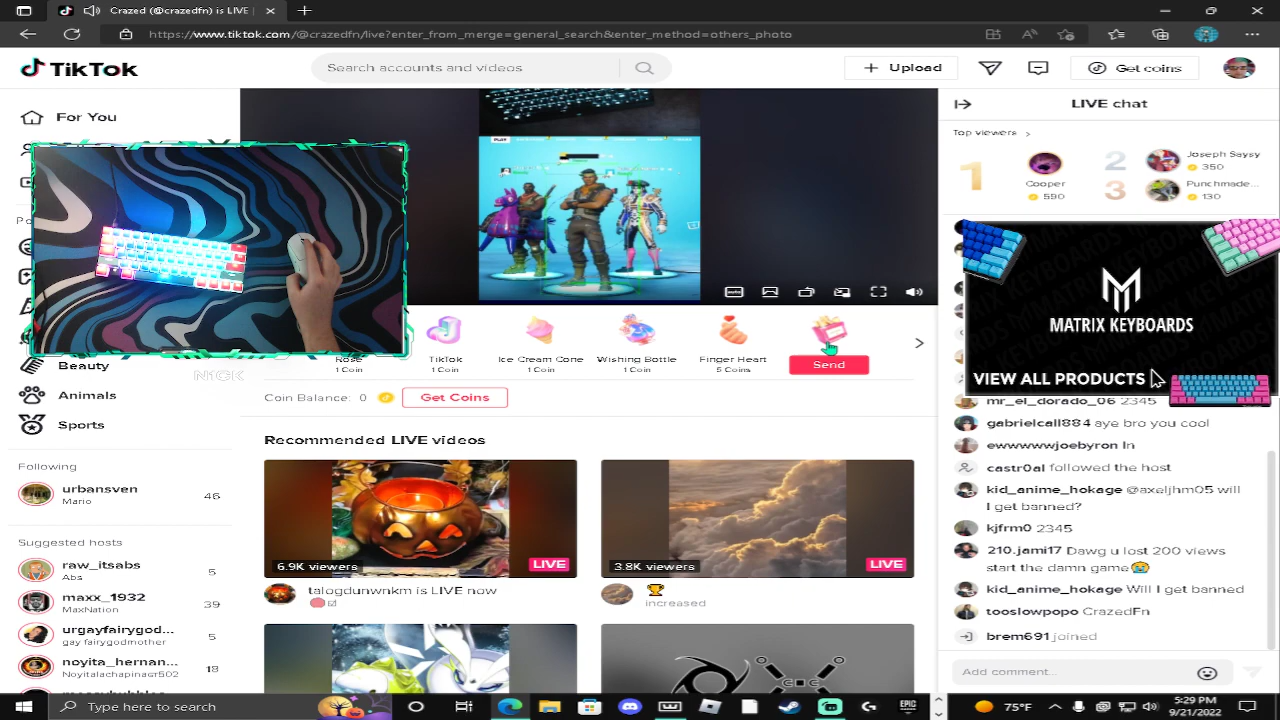 Crazed (@crazedfn) is LIVE
https://www.tiktok.com/@crazedfn/live?enter_from_merge=general_search&enter_method=others_photo
TikTok
Search accounts and videos
Upload
Get coins
For You
LIVE chat
Top viewers
1
Cooper
590
2
Joseph Saysy
350
3
Punchmade...
130
PLAY
MATRIX KEYBOARDS
VIEW ALL PRODUCTS
N1CK
Rose
1 Coin
TikTok
1 Coin
Ice Cream Cone
1 Coin
Wishing Bottle
1 Coin
Finger Heart
5 Coins
Send
Coin Balance: 0
Get Coins
Beauty
Animals
Sports
Following
urbansven
Mario
46
Suggested hosts
raw_itsabs
Abs
5
maxx_1932
MaxNation
39
urgayfairygod...
gay fairygodmother
5
noyita_hernan...
Noyitalachapinagt502
18
Recommended LIVE videos
6.9K viewers
LIVE
talogdunwnkm is LIVE now
3.8K viewers
LIVE
increased
mr_el_dorado_06 2345
gabrielcall884 aye bro you cool
ewwwwjoebyron In
castr0al followed the host
kid_anime_hokage @axeljhm05 will
I get banned?
kjfrm0 2345
210.jami17 Dawg u lost 200 views
start the damn game😭
kid_anime_hokage Will I get banned
tooslowpopo CrazedFn
brem691 joined
Add comment...
Type here to search
EPIC
75°F
5:29 PM
9/21/2022